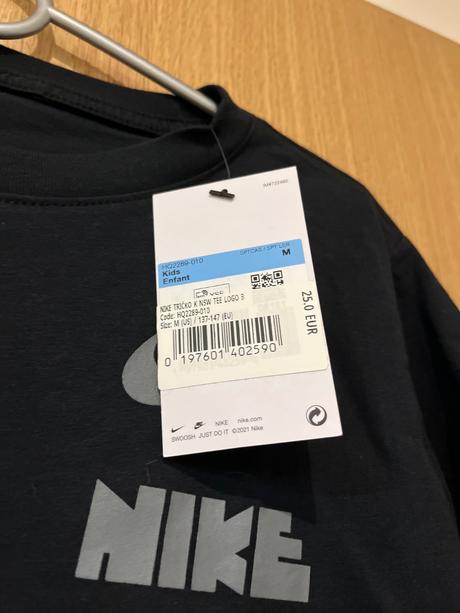 HQ2289-010
Kids
Enfant
M
NIKE TRIČKO K NSW TEE LOGO B
Code: HQ2289-010
Size: M (US) / 137-147 (EU)
25.0 EUR
0 197601 402590
NIKE nike.com
SWOOSH JUST DO IT ©2021 Nike
NIKE